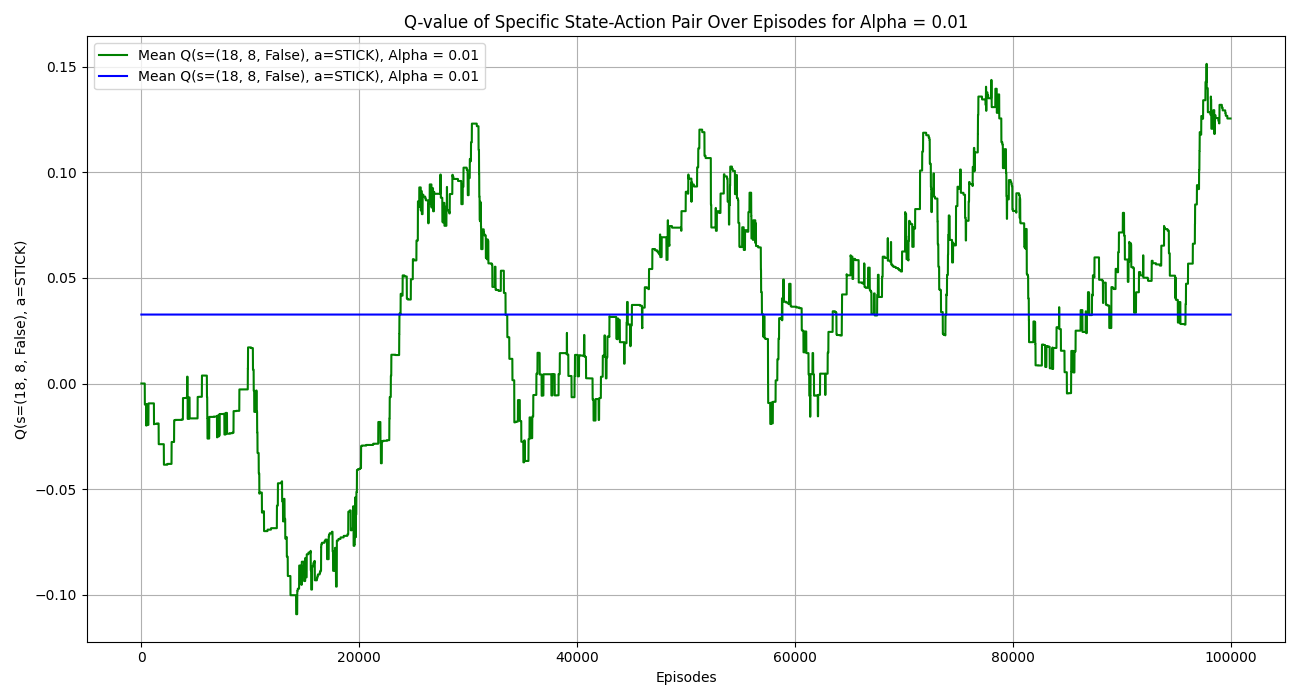 Q-value of Specific State-Action Pair Over Episodes for Alpha = 0.01
Mean Q(s=(18, 8, False), a=STICK), Alpha = 0.01
Mean Q(s=(18, 8, False), a=STICK), Alpha = 0.01
0.15
0.10
0.05
0.00
−0.05
−0.10
Q(s=(18, 8, False), a=STICK)
0 20000 40000 60000 80000 100000
Episodes